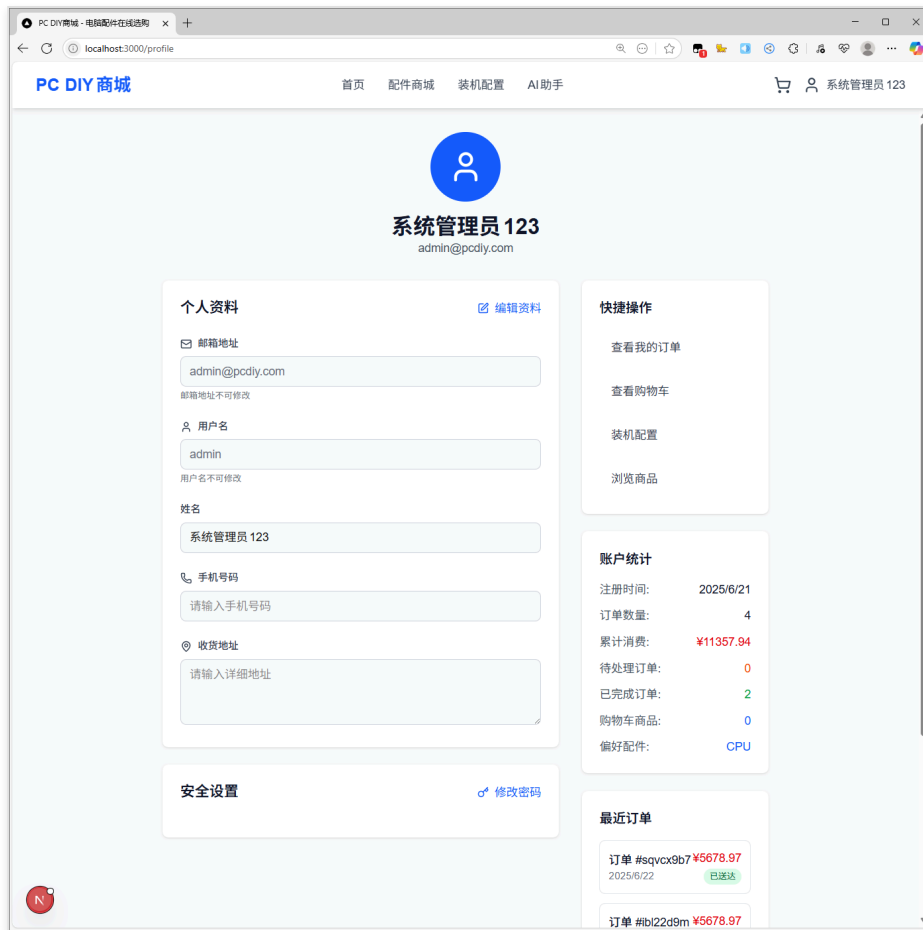 PC DIY商城 - 电脑配件在线选购
localhost:3000/profile
1
PC DIY 商城
首页 配件商城 装机配置 AI助手
系统管理员 123
系统管理员 123
admin@pcdiy.com
个人资料
编辑资料
邮箱地址
admin@pcdiy.com
邮箱地址不可修改
用户名
admin
用户名不可修改
姓名
系统管理员 123
手机号码
请输入手机号码
收货地址
请输入详细地址
安全设置
修改密码
快捷操作
查看我的订单
查看购物车
装机配置
浏览商品
账户统计
注册时间: 2025/6/21
订单数量: 4
累计消费: ¥11357.94
待处理订单: 0
已完成订单: 2
购物车商品: 0
偏好配件: CPU
最近订单
订单 #sqvcx9b7 ¥5678.97
2025/6/22 已送达
订单 #ibl22d9m ¥5678.97
N